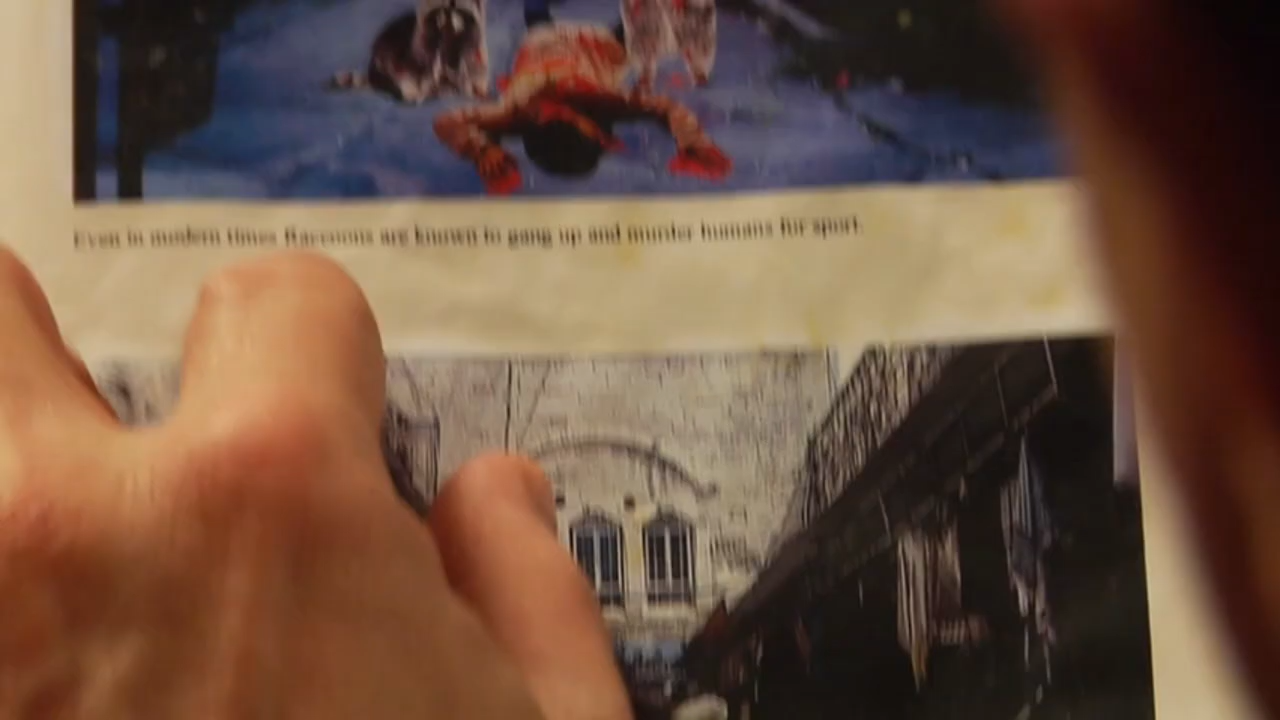 Even in modern times Raccoons are known to gang up and murder humans for sport.